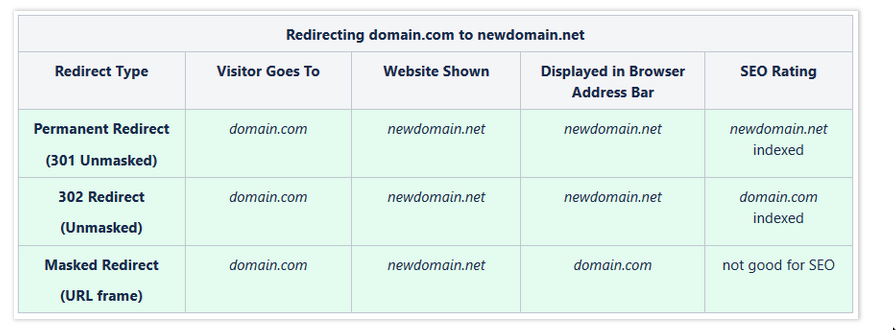 Redirecting domain.com to newdomain.net
Redirect Type Visitor Goes To Website Shown Displayed in Browser Address Bar SEO Rating
Permanent Redirect (301 Unmasked) domain.com newdomain.net newdomain.net newdomain.net indexed
302 Redirect (Unmasked) domain.com newdomain.net newdomain.net domain.com indexed
Masked Redirect (URL frame) domain.com newdomain.net domain.com not good for SEO